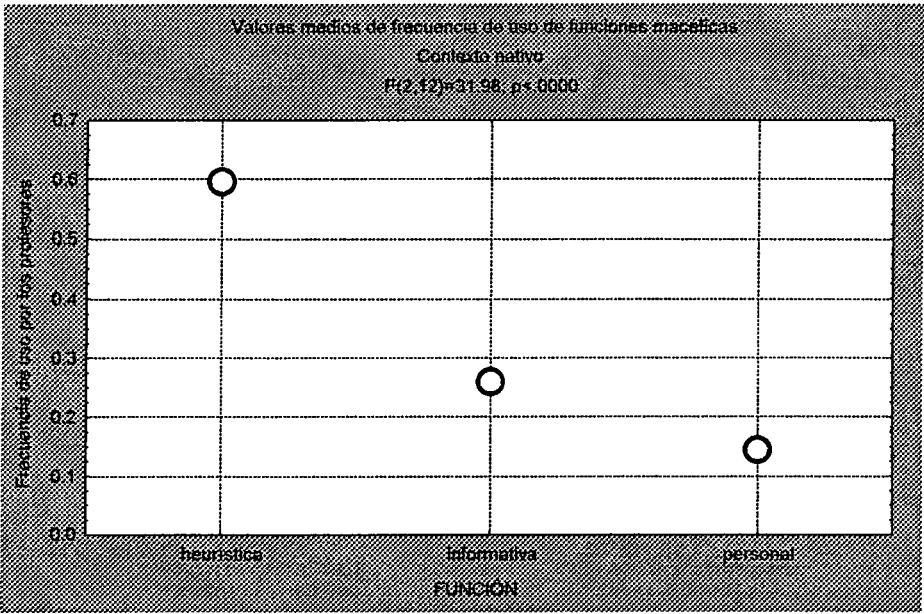 Valores medios de frecuencia de uso de funciones macéticas
Contexto nativo
F(2,12)=31.98; p<.0000
Frecuencia de uso por los profesores
0.7
0.6
0.5
0.4
0.3
0.2
0.1
0.0
heurística informativa personal
FUNCIÓN